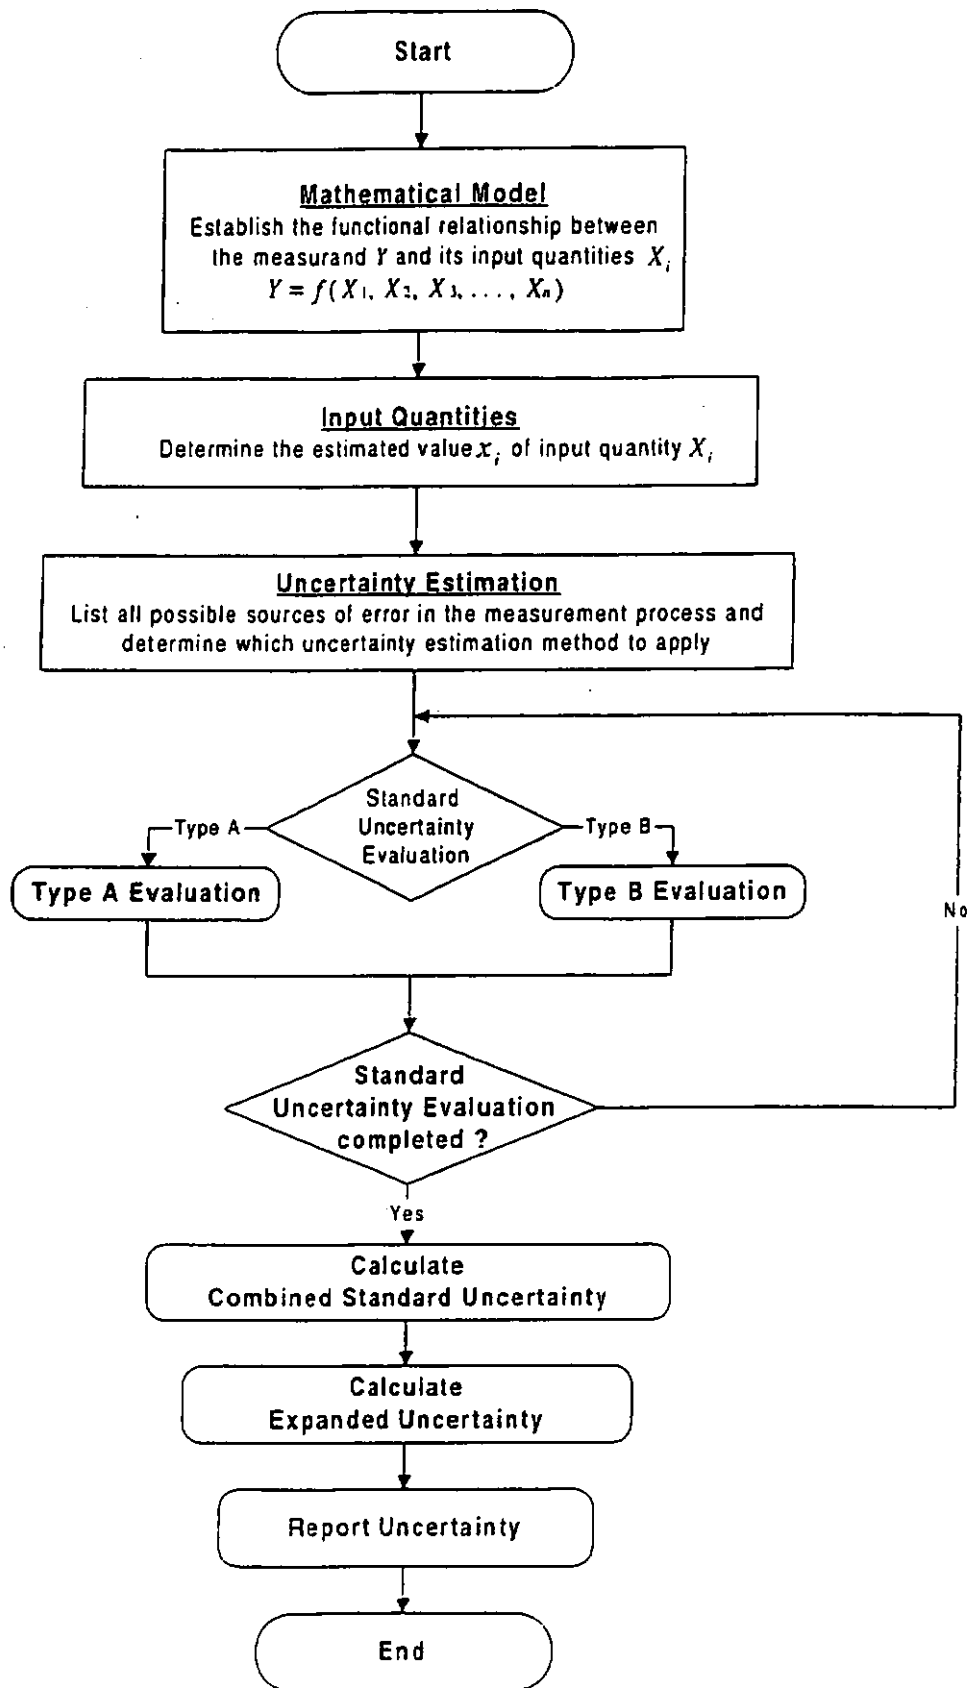 Start
Mathematical Model
Establish the functional relationship between
the measurand Y and its input quantities Xi
Y = f(X1, X2, X3, ..., Xn)
Input Quantities
Determine the estimated value xi of input quantity Xi
Uncertainty Estimation
List all possible sources of error in the measurement process and
determine which uncertainty estimation method to apply
Standard
Uncertainty
Evaluation
Type A
Type B
Type A Evaluation
Type B Evaluation
No
Standard
Uncertainty Evaluation
completed ?
Yes
Calculate
Combined Standard Uncertainty
Calculate
Expanded Uncertainty
Report Uncertainty
End